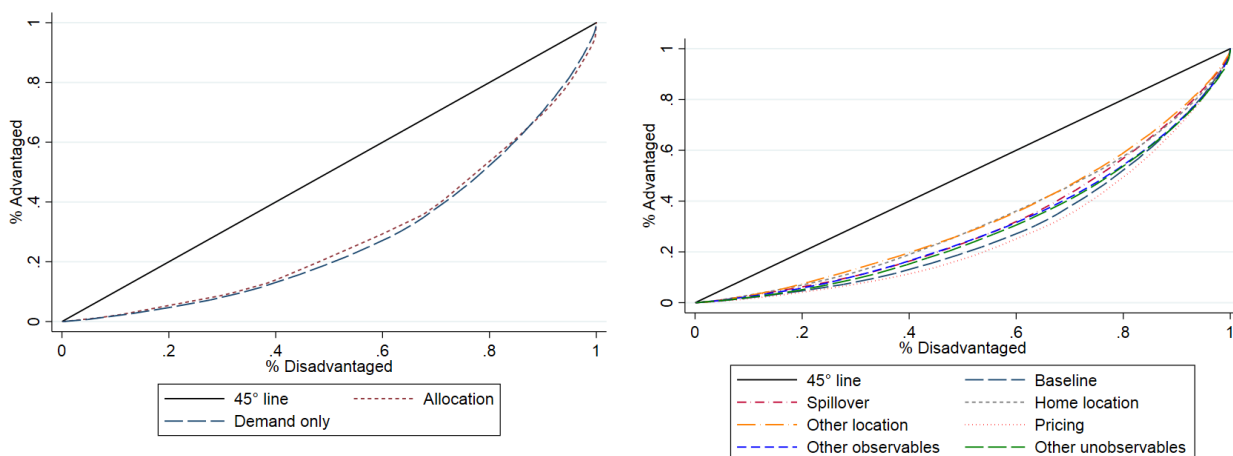 1
.8
.6
.4
.2
0
% Advantaged
0 .2 .4 .6 .8 1
% Disadvantaged
45° line Allocation
Demand only
1
.8
.6
.4
.2
0
% Advantaged
0 .2 .4 .6 .8 1
% Disadvantaged
45° line Baseline
Spillover Home location
Other location Pricing
Other observables Other unobservables